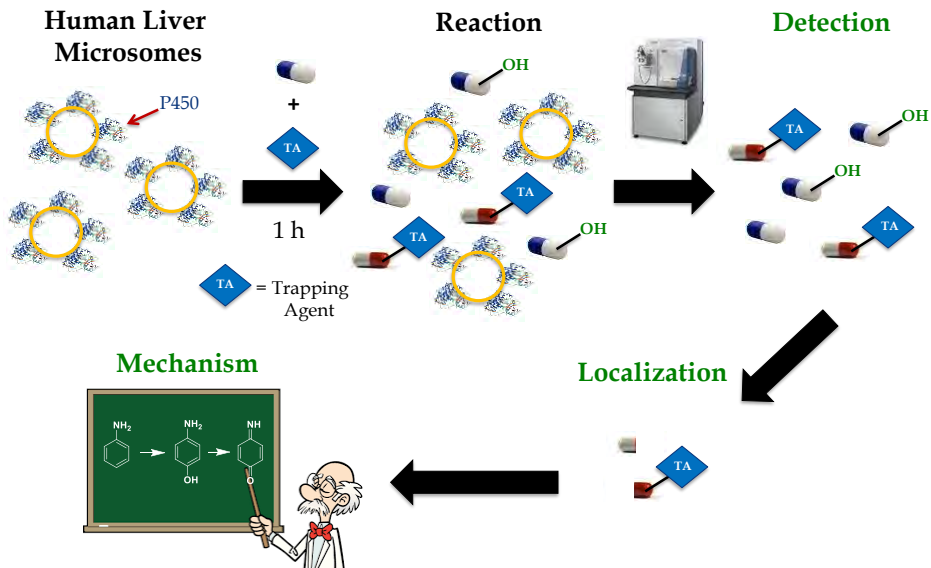 Human Liver
Microsomes
P450
+
TA
1 h
TA
= Trapping
Agent
Reaction
OH
TA
TA
OH
Detection
TA
OH
OH
TA
Localization
TA
Mechanism
NH2
NH2
OH
NH
O